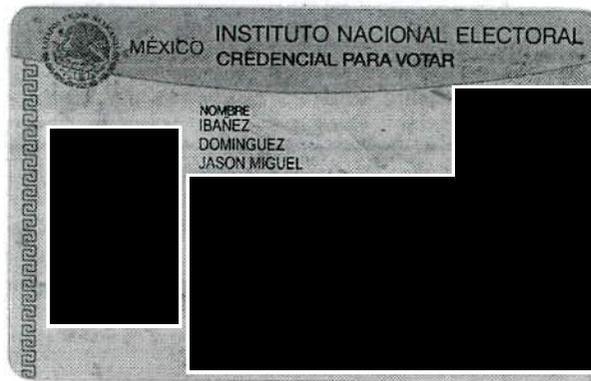 MÉXICO INSTITUTO NACIONAL ELECTORAL
CREDENCIAL PARA VOTAR
NOMBRE
IBAÑEZ
DOMINGUEZ
JASON MIGUEL